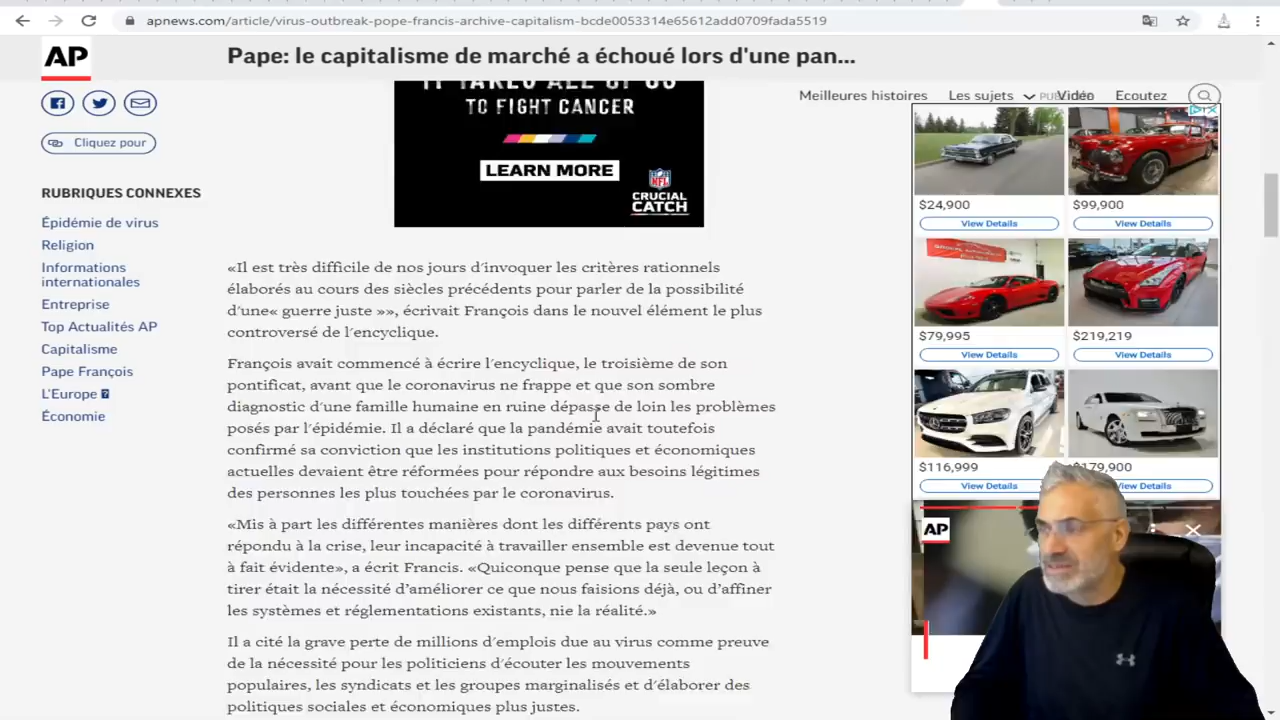 apnews.com/article/virus-outbreak-pope-francis-archive-capitalism-bcde0053314e65612add0709fada5519
AP
Pape: le capitalisme de marché a échoué lors d'une pan...
Meilleures histoires
Les sujets
Vidéo
Ecoutez
Cliquez pour
RUBRIQUES CONNEXES
Épidémie de virus
Religion
Informations
internationales
Entreprise
Top Actualités AP
Capitalisme
Pape François
L'Europe
Économie
IT TAKES ALL OF US
TO FIGHT CANCER
LEARN MORE
NFL
CRUCIAL
CATCH
«Il est très difficile de nos jours d'invoquer les critères rationnels
élaborés au cours des siècles précédents pour parler de la possibilité
d'une« guerre juste »», écrivait François dans le nouvel élément le plus
controversé de l'encyclique.
François avait commencé à écrire l'encyclique, le troisième de son
pontificat, avant que le coronavirus ne frappe et que son sombre
diagnostic d'une famille humaine en ruine dépasse de loin les problèmes
posés par l'épidémie. Il a déclaré que la pandémie avait toutefois
confirmé sa conviction que les institutions politiques et économiques
actuelles devaient être réformées pour répondre aux besoins légitimes
des personnes les plus touchées par le coronavirus.
«Mis à part les différentes manières dont les différents pays ont
répondu à la crise, leur incapacité à travailler ensemble est devenue tout
à fait évidente», a écrit Francis. «Quiconque pense que la seule leçon à
tirer était la nécessité d'améliorer ce que nous faisions déjà, ou d'affiner
les systèmes et réglementations existants, nie la réalité.»
Il a cité la grave perte de millions d'emplois due au virus comme preuve
de la nécessité pour les politiciens d'écouter les mouvements
populaires, les syndicats et les groupes marginalisés et d'élaborer des
politiques sociales et économiques plus justes.
$24,900
$99,900
View Details
View Details
$79,995
$219,219
View Details
View Details
$116,999
$179,900
View Details
View Details
AP